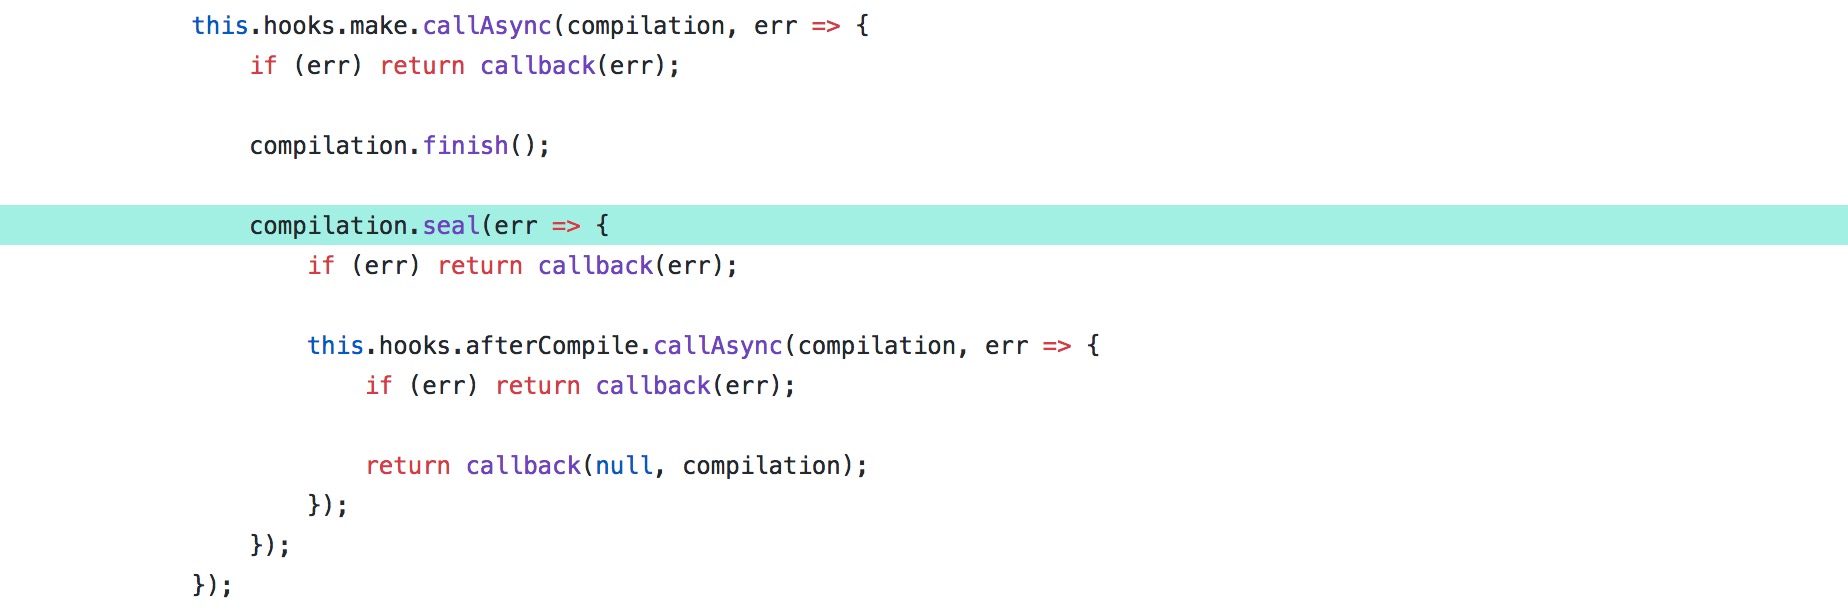 this.hooks.make.callAsync(compilation, err => {
if (err) return callback(err);
compilation.finish();
compilation.seal(err => {
if (err) return callback(err);
this.hooks.afterCompile.callAsync(compilation, err => {
if (err) return callback(err);
return callback(null, compilation);
});
});
});